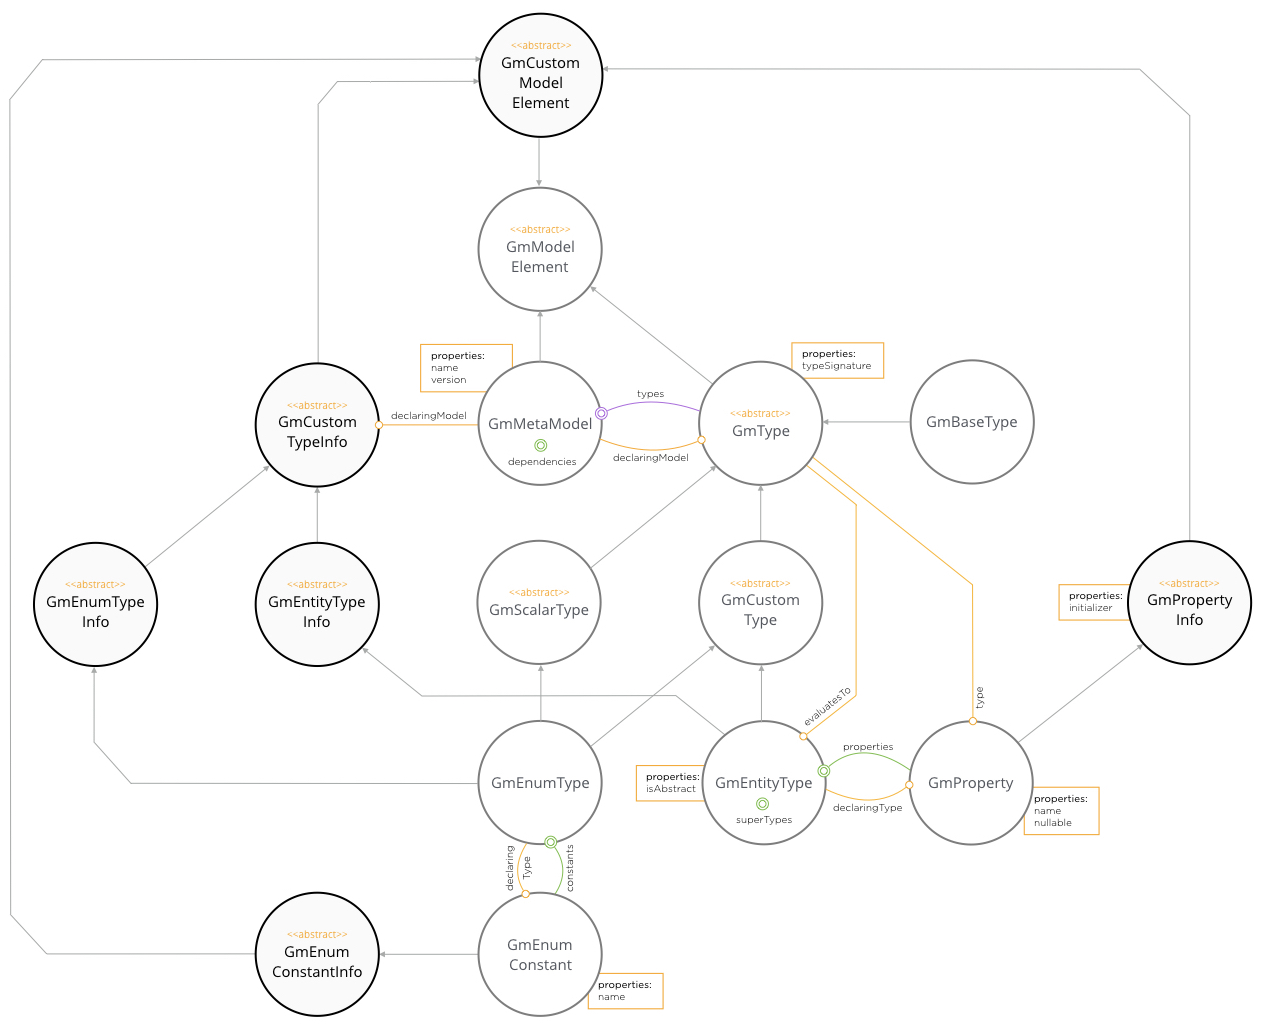 <<abstract>>
GmCustom
Model
Element
<<abstract>>
GmModel
Element
properties:
name
version
properties:
typeSignature
types
<<abstract>>
GmCustom
TypeInfo
declaringModel
GmMetaModel
dependencies
declaringModel
<<abstract>>
GmType
GmBaseType
<<abstract>>
GmEnumType
Info
<<abstract>>
GmEntityType
Info
<<abstract>>
GmScalarType
<<abstract>>
GmCustom
Type
properties:
initializer
<<abstract>>
GmProperty
Info
evaluatesTo
type
GmEnumType
properties:
isAbstract
GmEntityType
superTypes
properties
declaringType
GmProperty
properties:
name
nullable
declaring
Type
constants
<<abstract>>
GmEnum
ConstantInfo
GmEnum
Constant
properties:
name